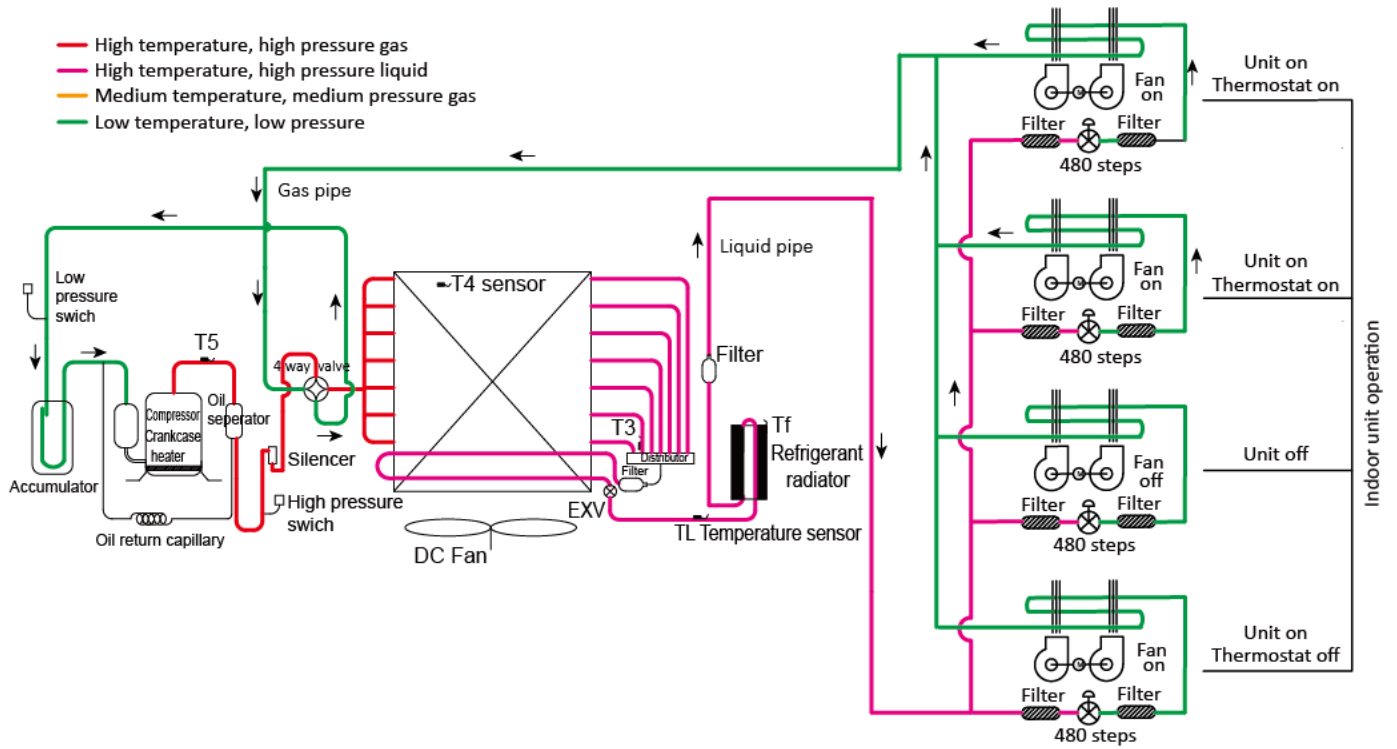 High temperature, high pressure gas
High temperature, high pressure liquid
Medium temperature, medium pressure gas
Low temperature, low pressure
Gas pipe
Low
pressure
swich
T5
4 way valve
T4 sensor
Liquid pipe
Filter
Compressor
Crankcase
heater
Oil
seperator
Accumulator
Silencer
High pressure
swich
Oil return capillary
T3
Distributor
Filter
EXV
DC Fan
Tf
Refrigerant
radiator
TL Temperature sensor
Fan
on
M
Filter
Filter
480 steps
Unit on
Thermostat on
Fan
on
M
Filter
Filter
480 steps
Unit on
Thermostat on
Fan
off
M
Filter
Filter
480 steps
Unit off
Fan
on
M
Filter
Filter
480 steps
Unit on
Thermostat off
Indoor unit operation